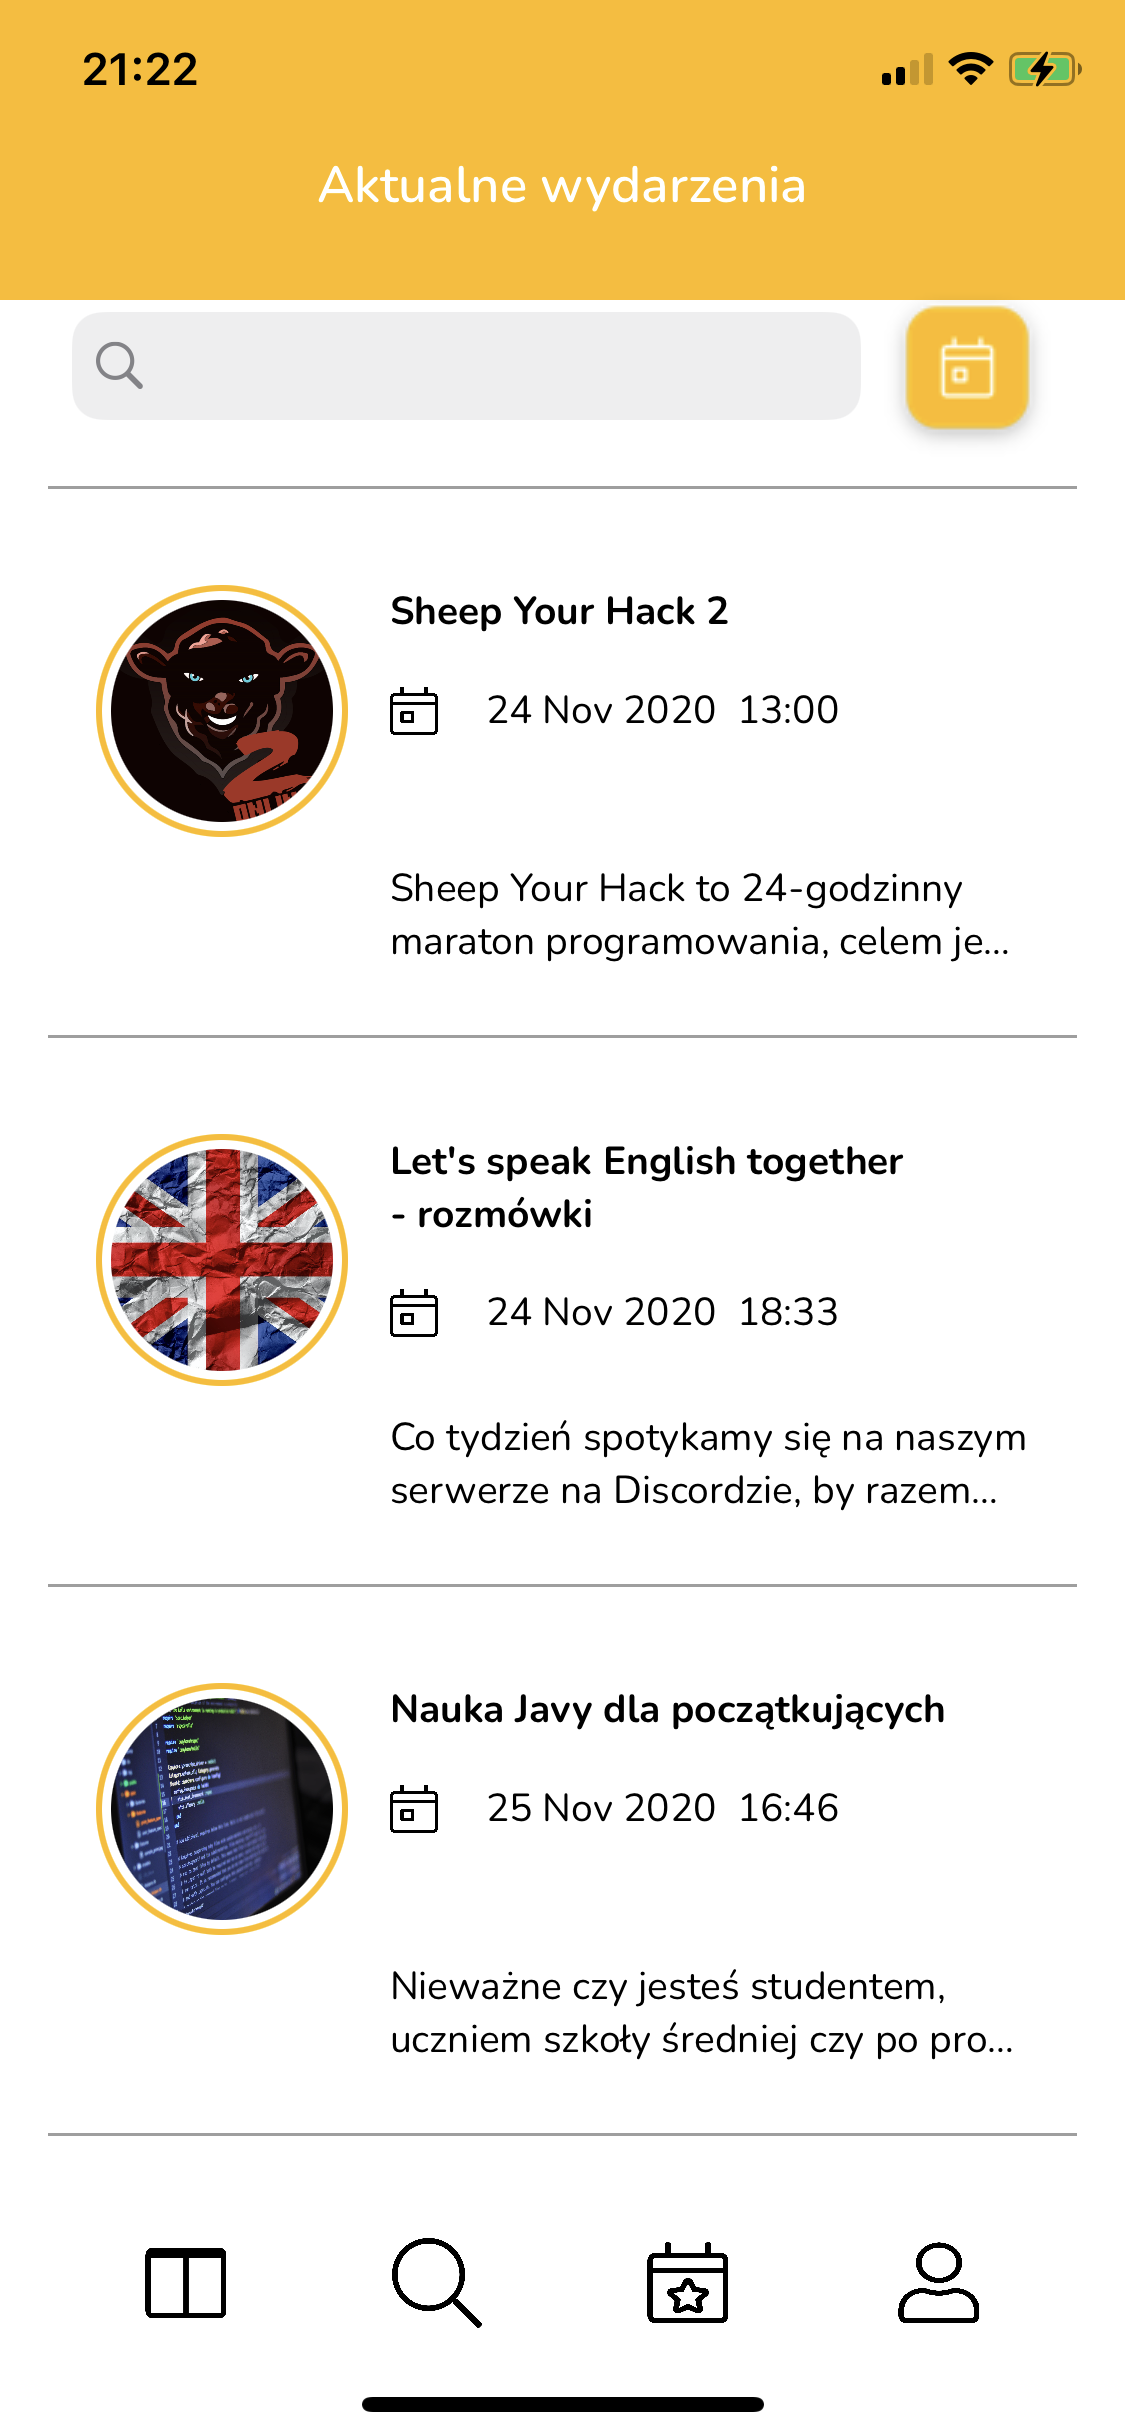 21:22
Aktualne wydarzenia
Sheep Your Hack 2
24 Nov 2020 13:00
2
ONLIN
Sheep Your Hack to 24-godzinny
maraton programowania, celem je...
Let's speak English together
- rozmówki
24 Nov 2020 18:33
Co tydzień spotykamy się na naszym
serwerze na Discordzie, by razem...
Nauka Javy dla początkujących
25 Nov 2020 16:46
Nieważne czy jesteś studentem,
uczniem szkoły średniej czy po pro...